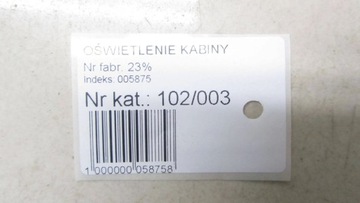 OŚWIETLENIE KABINY
Nr fabr. 23%
Indeks: 005875
Nr kat.: 102/003
1 000000 058758